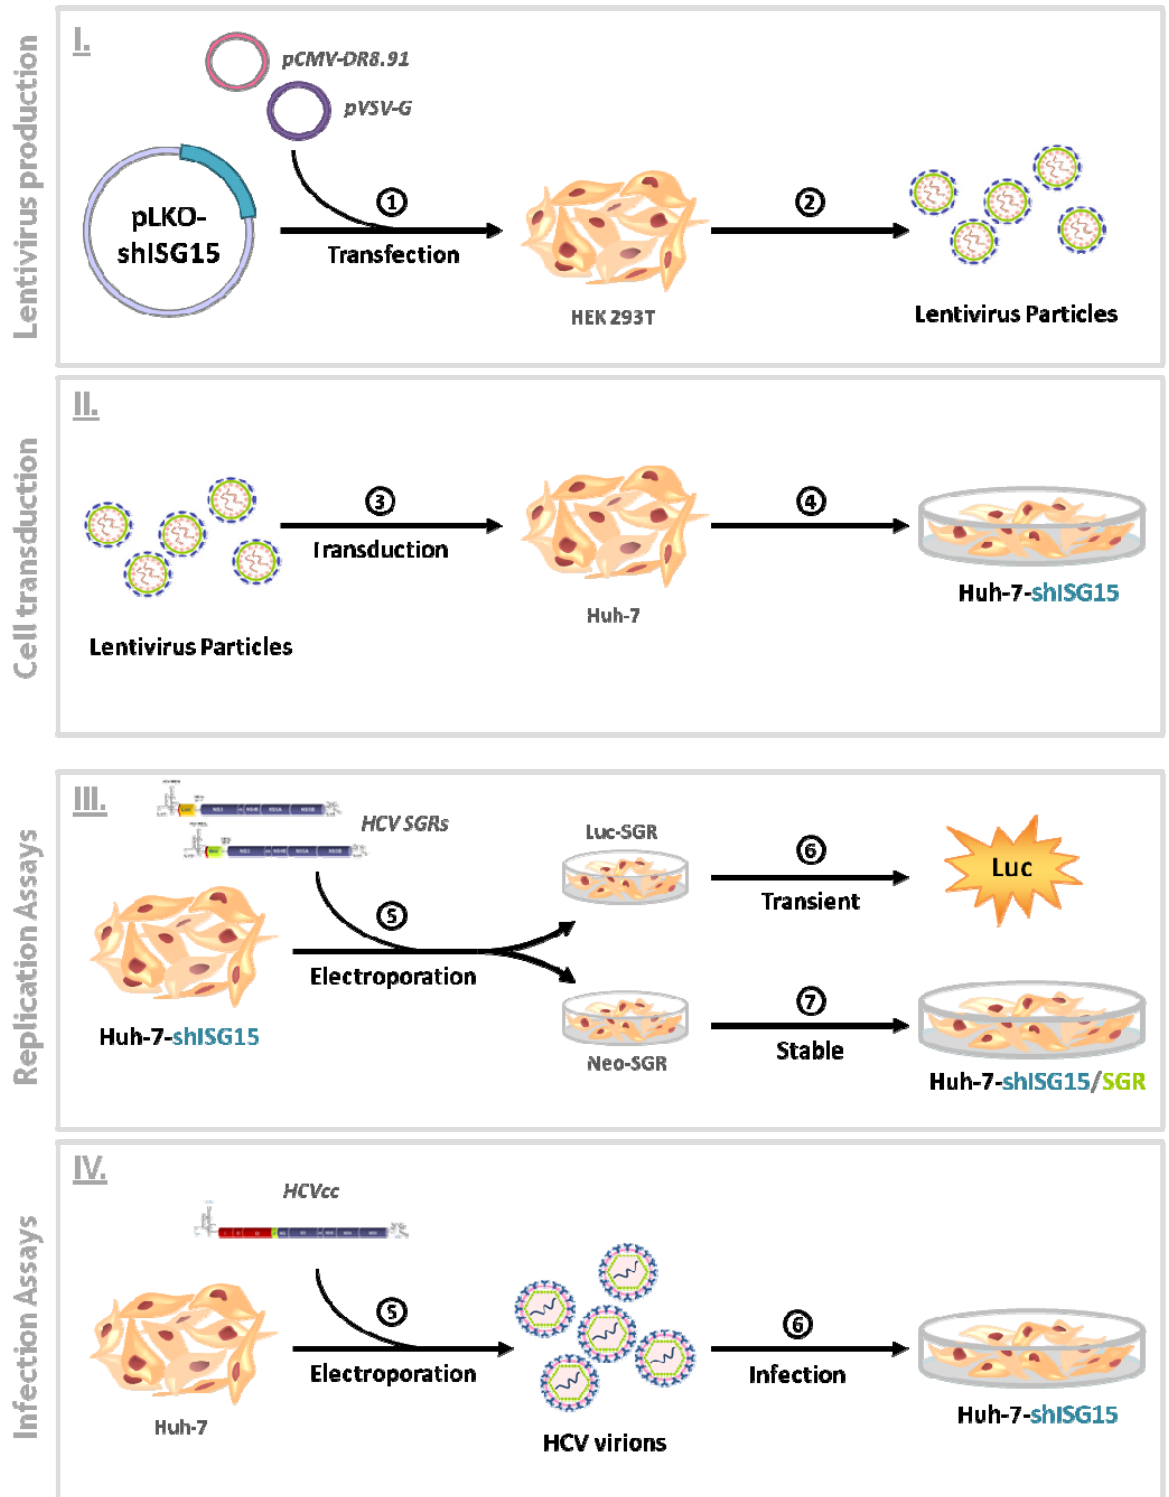 Lentivirus production
I.
pCMV-DR8.91
pVSV-G
pLKO-
shISG15
1
Transfection
2
HEK 293T
Lentivirus Particles
Cell transduction
II.
3
Transduction
4
Huh-7
Huh-7-shISG15
Lentivirus Particles
Replication Assays
III.
HCV SGRs
Luc-SGR
5
Electroporation
6
Transient
Luc
Huh-7-shISG15
Neo-SGR
7
Stable
Huh-7-shISG15/SGR
Infection Assays
IV.
HCVcc
5
Electroporation
6
Infection
Huh-7
HCV virions
Huh-7-shISG15